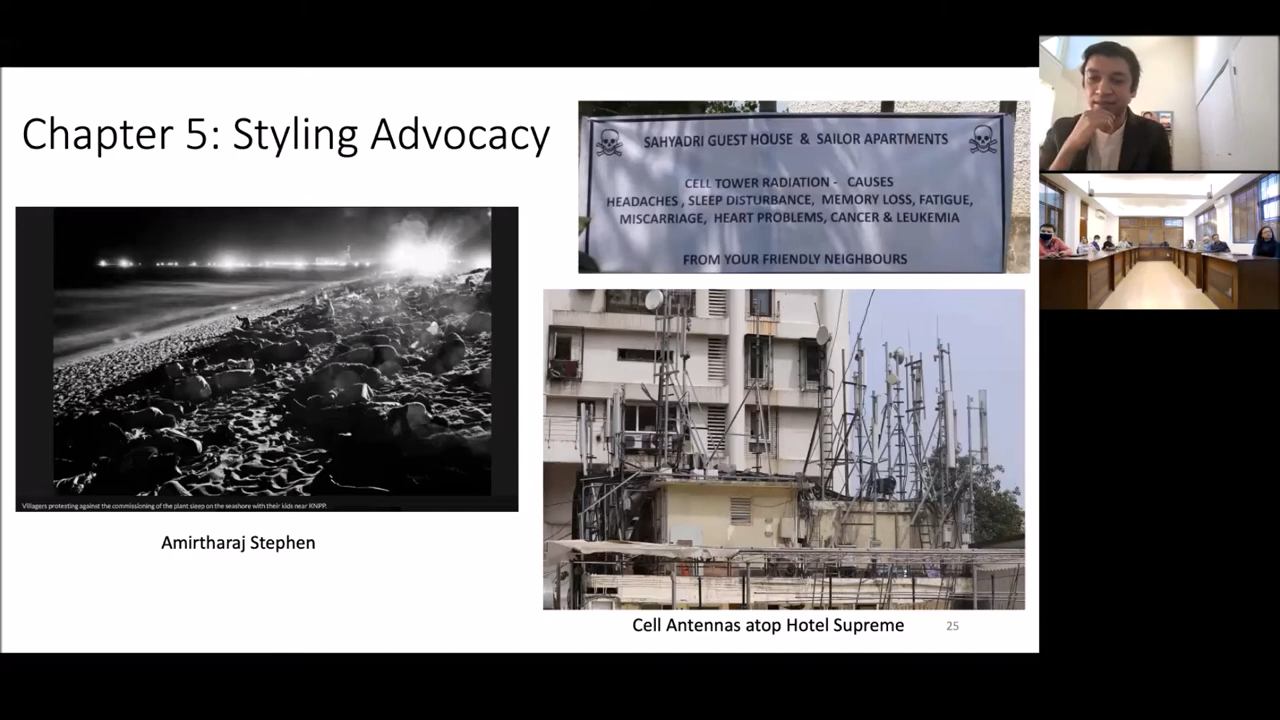 Chapter 5: Styling Advocacy
SAHYADRI GUEST HOUSE & SAILOR APARTMENTS
CELL TOWER RADIATION - CAUSES
HEADACHES, SLEEP DISTURBANCE, MEMORY LOSS, FATIGUE,
MISCARRIAGE, HEART PROBLEMS, CANCER & LEUKEMIA
FROM YOUR FRIENDLY NEIGHBOURS
Villagers protesting against the commissioning of the plant sleep on the seashore with their kids near KNPP.
Amirtharaj Stephen
Cell Antennas atop Hotel Supreme
25